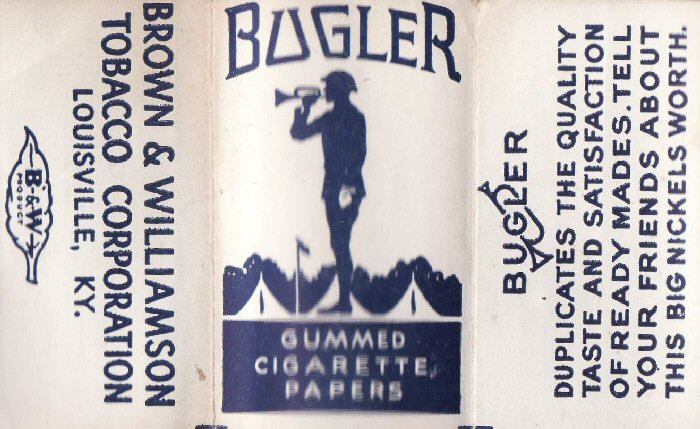 BROWN & WILLIAMSON
TOBACCO CORPORATION
LOUISVILLE, KY.
B & W
PRODUCT
BUGLER
GUMMED
CIGARETTE
PAPERS
BUGLER
DUPLICATES THE QUALITY
TASTE AND SATISFACTION
OF READY MADES. TELL
YOUR FRIENDS ABOUT
THIS BIG NICKELS WORTH.